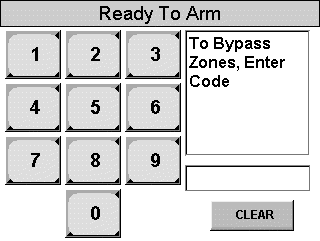 Ready To Arm
1 2 3
To Bypass
Zones, Enter
Code
4 5 6
7 8 9
0
CLEAR